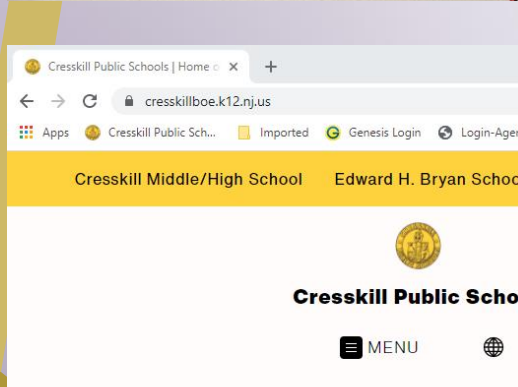 Cresskill Public Schools | Home
cresskillboe.k12.nj.us
Apps Cresskill Public Sch... Imported Genesis Login Login-Ager
Cresskill Middle/High School Edward H. Bryan Schoo
Cresskill Public Scho
MENU